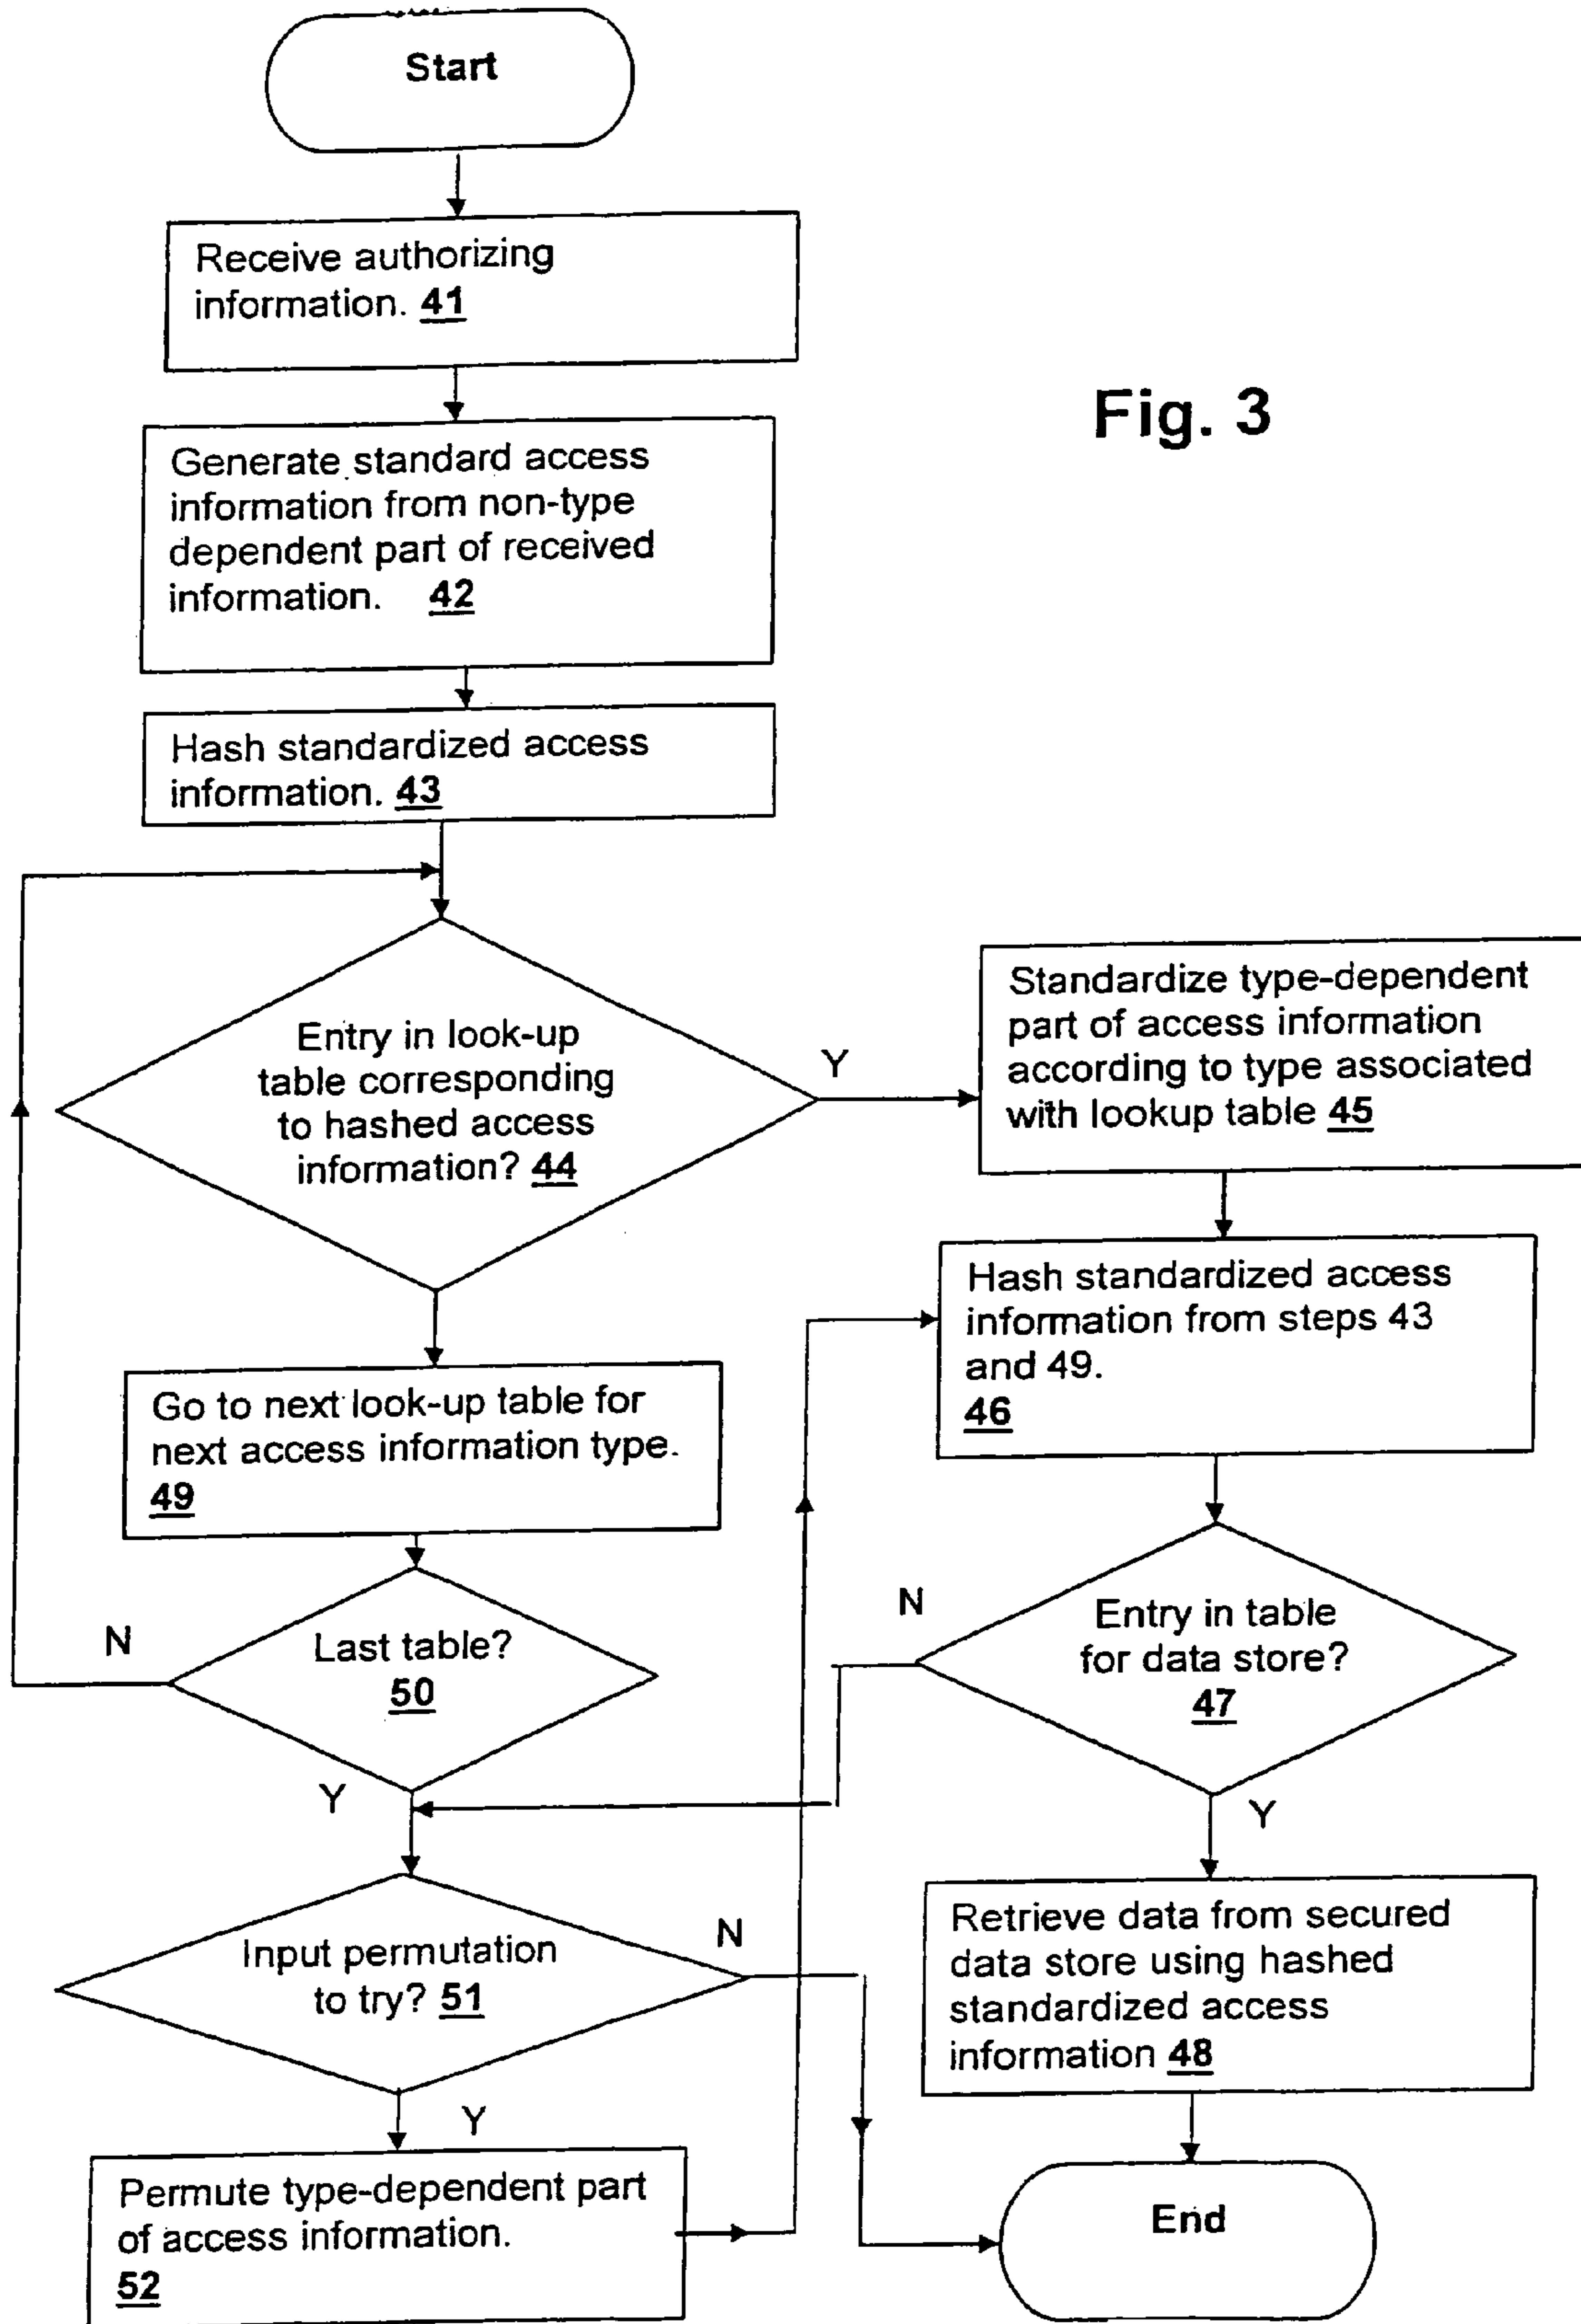 Start
Receive authorizing
information. 41
Fig. 3
Generate standard access
information from non-type
dependent part of received
information. 42
Hash standardized access
information. 43
Entry in look-up
table corresponding
to hashed access
information? 44
Y
Standardize type-dependent
part of access information
according to type associated
with lookup table 45
Hash standardized access
information from steps 43
and 49.
46
Go to next look-up table for
next access information type.
49
Last table?
50
N
Y
Entry in table
for data store?
47
N
Y
Input permutation
to try? 51
N
Y
Retrieve data from secured
data store using hashed
standardized access
information 48
Permute type-dependent part
of access information.
52
End